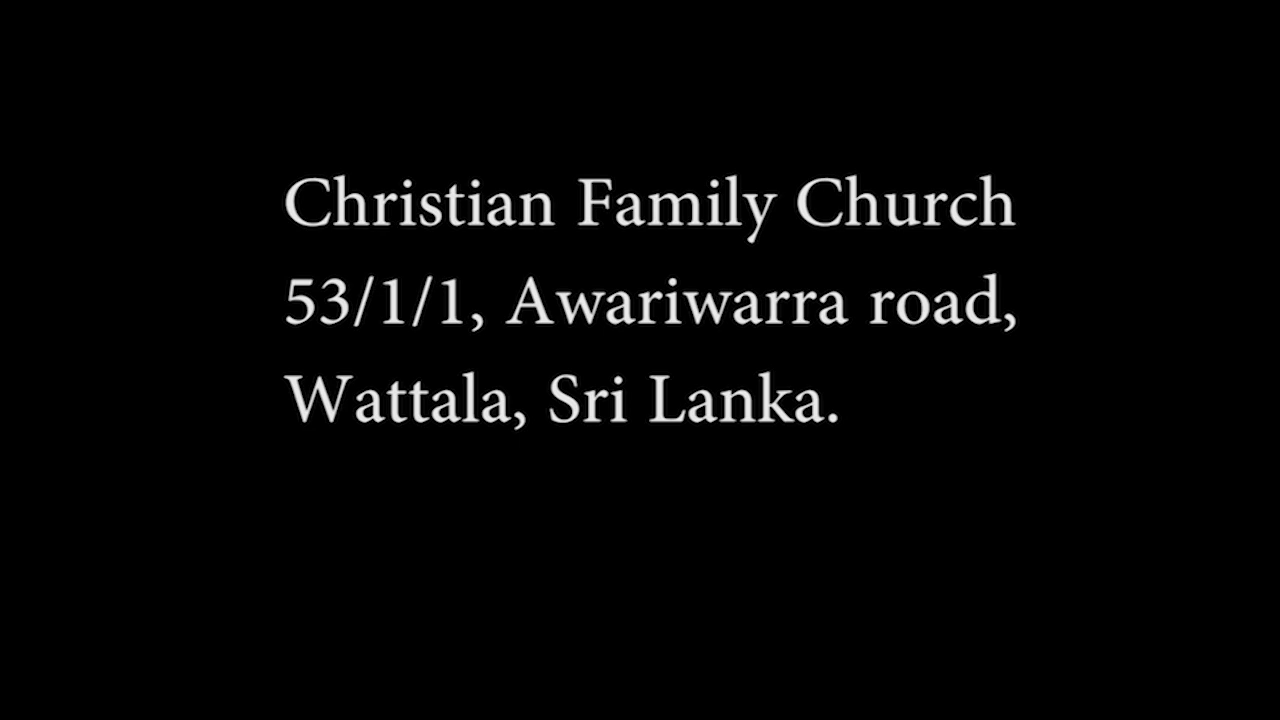 Christian Family Church
53/1/1, Awariwarra road,
Wattala, Sri Lanka.